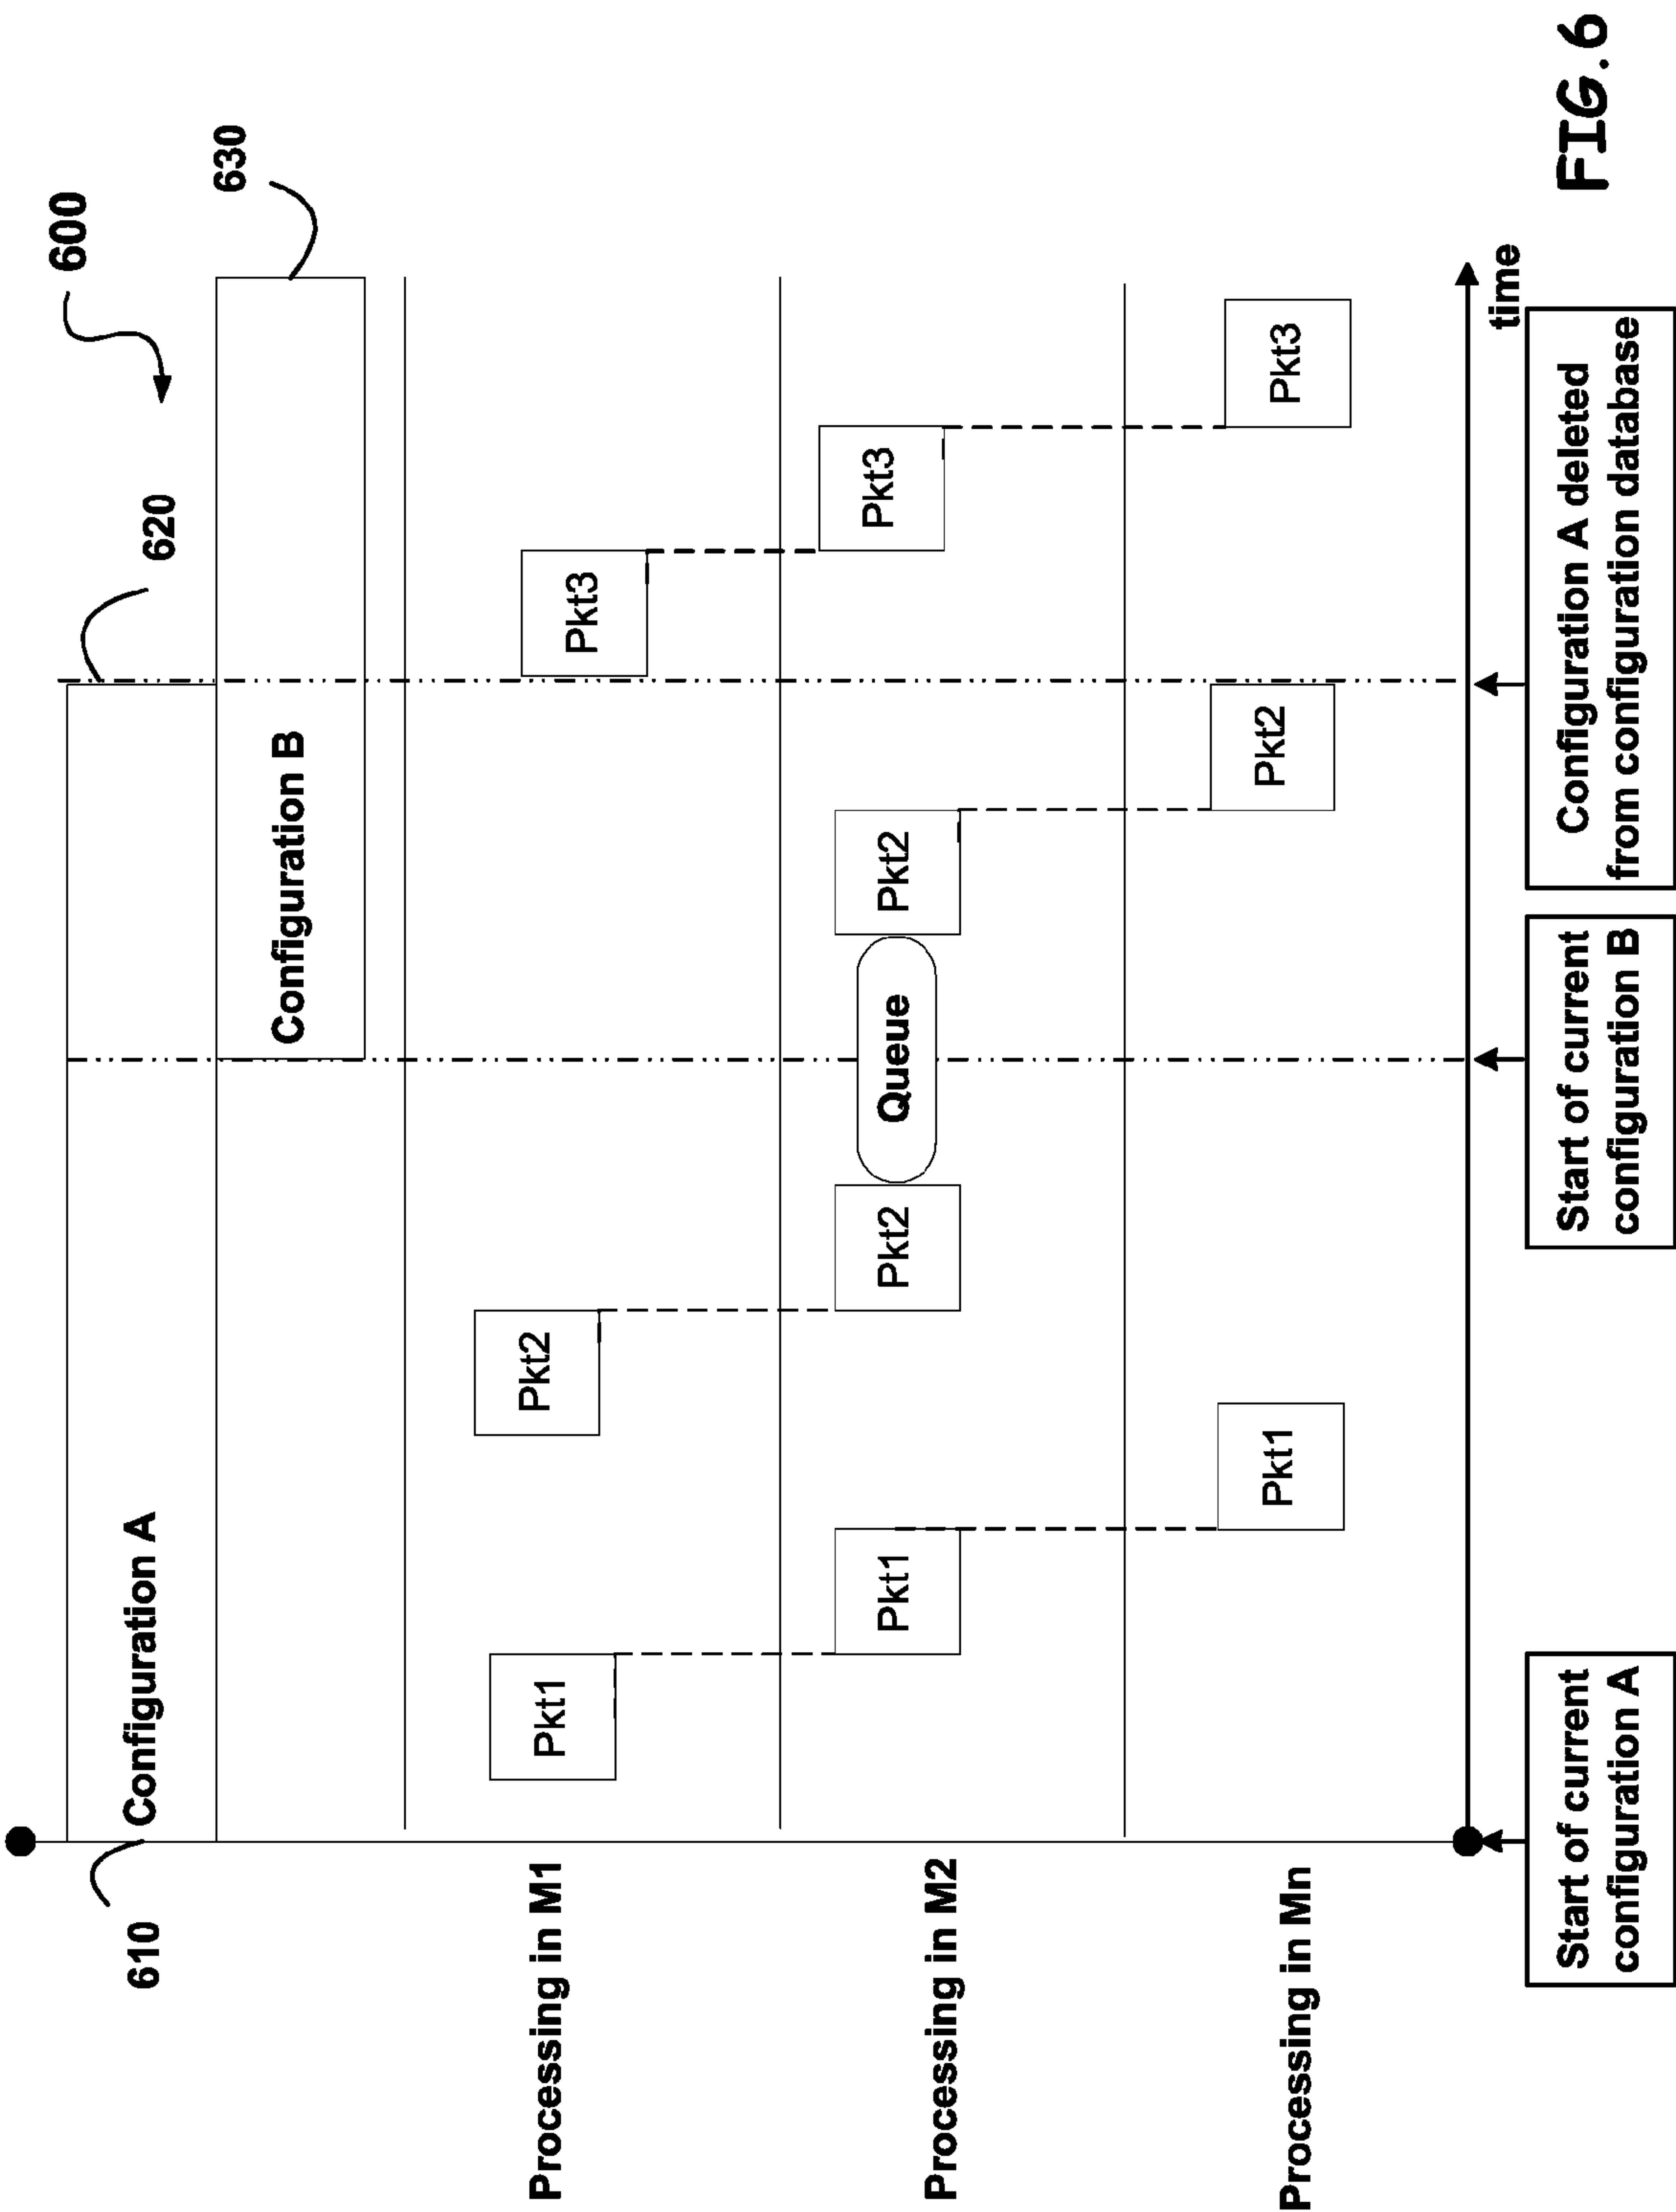 600
620
630
610
Configuration A
Configuration B
Processing in M1
Pkt1
Pkt2
Pkt3
Processing in M2
Pkt1
Pkt2
Queue
Pkt2
Pkt3
Processing in Mn
Pkt1
Pkt2
Pkt3
time
Start of current
configuration A
Start of current
configuration B
Configuration A deleted
from configuration database
FIG. 6